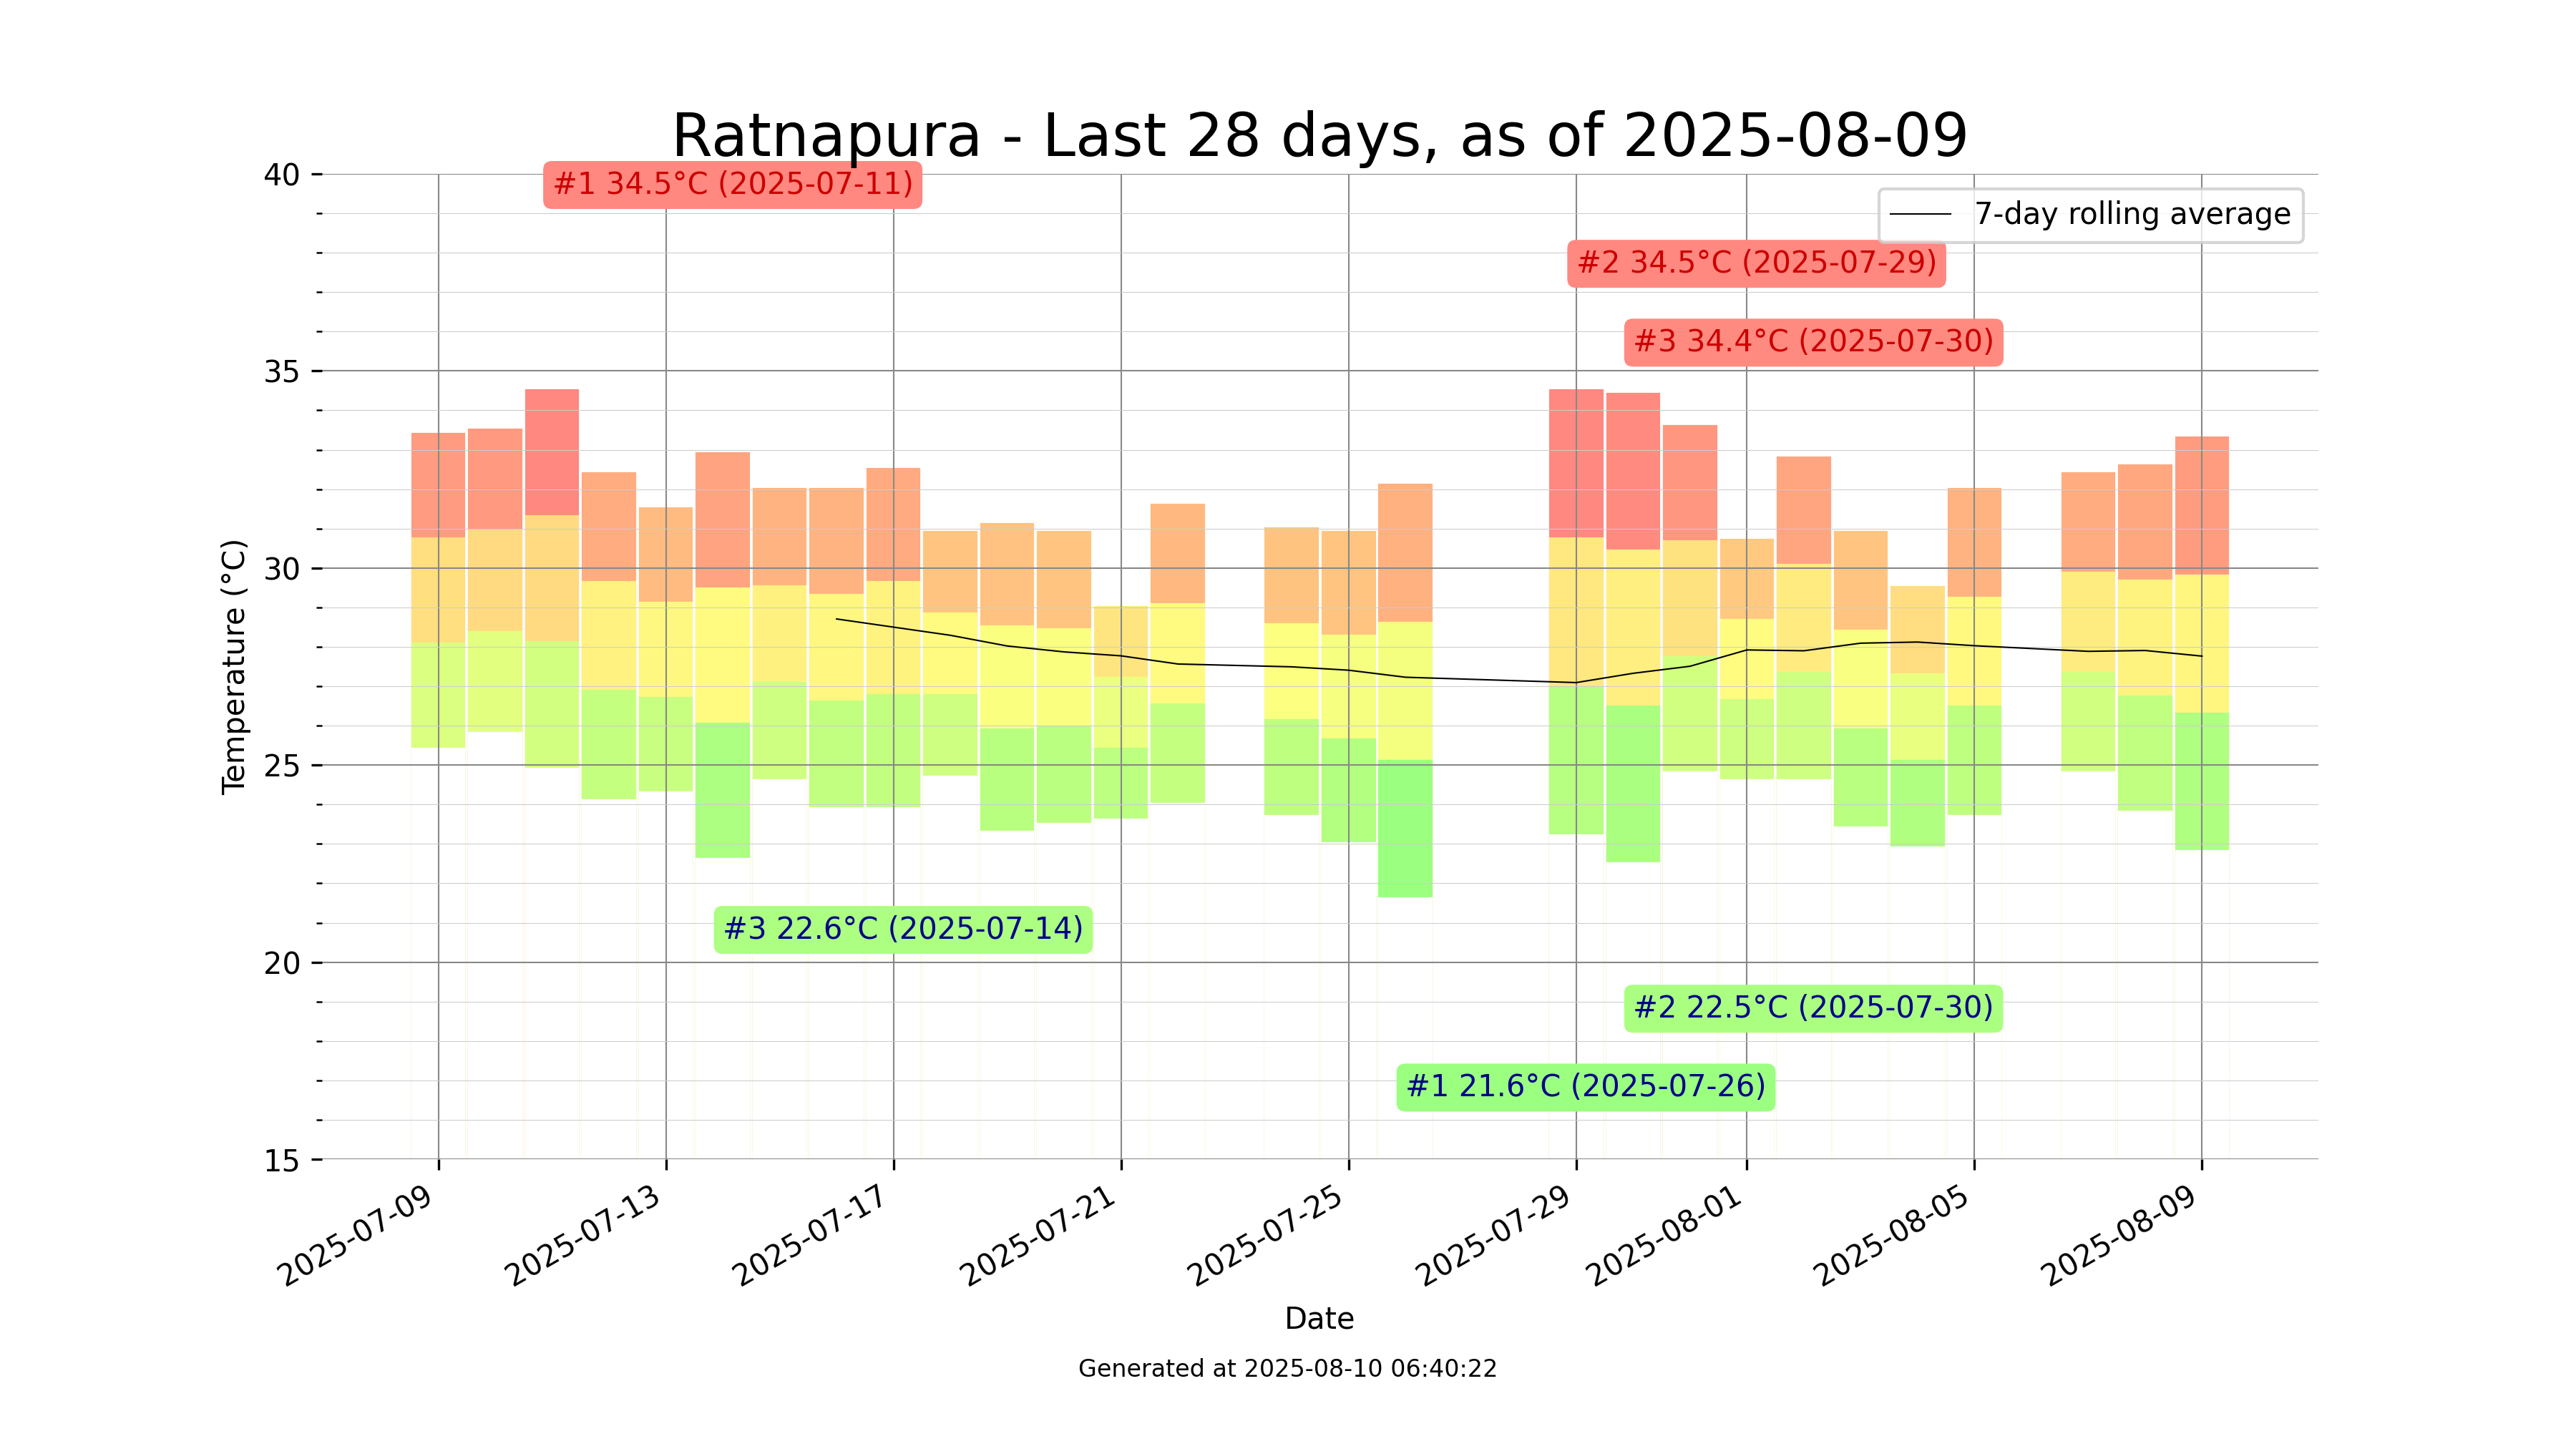 Ratnapura - Last 28 days, as of 2025-08-09
#1 34.5°C (2025-07-11)
7-day rolling average
#2 34.5°C (2025-07-29)
#3 34.4°C (2025-07-30)
#3 22.6°C (2025-07-14)
#2 22.5°C (2025-07-30)
#1 21.6°C (2025-07-26)
Temperature (°C)
40
35
30
25
20
15
2025-07-09
2025-07-13
2025-07-17
2025-07-21
2025-07-25
2025-07-29
2025-08-01
2025-08-05
2025-08-09
Date
Generated at 2025-08-10 06:40:22